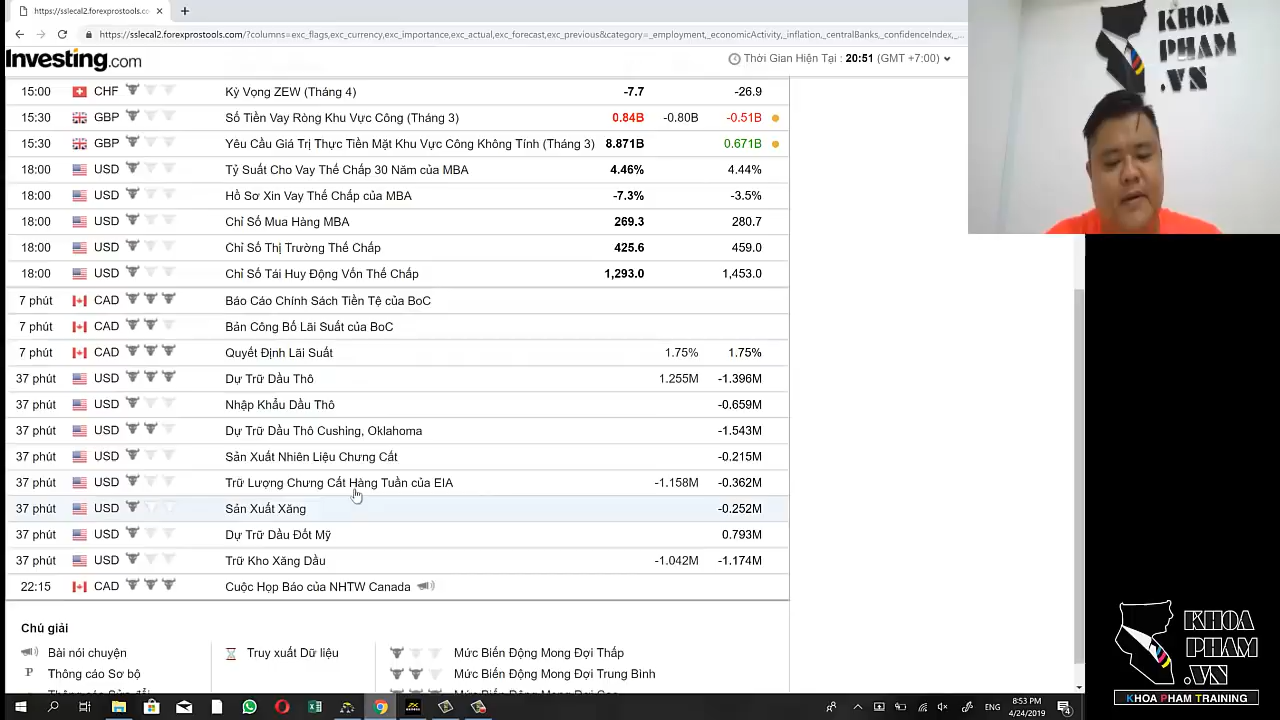 https://sslecal2.forexprostools.co
https://sslecal2.forexprostools.com/?columns=exc_flags,exc_currency,exc_importance,exc_forecast,exc_previous&category=_employment,_economicActivity,_inflation,_centralBanks,_confidenceIndex,_...
Investing.com
Thời Gian Hiện Tại : 20:51 (GMT +7:00)
15:00 CHF Kỳ Vọng ZEW (Tháng 4) -7.7 -26.9
15:30 GBP Số Tiền Vay Ròng Khu Vực Công (Tháng 3) 0.84B -0.80B -0.51B
15:30 GBP Yêu Cầu Giá Trị Thực Tiền Mặt Khu Vực Công Không Tính (Tháng 3) 8.871B 0.671B
18:00 USD Tỷ Suất Cho Vay Thế Chấp 30 Năm của MBA 4.46% 4.44%
18:00 USD Hồ Sơ Xin Vay Thế Chấp của MBA -7.3% -3.5%
18:00 USD Chỉ Số Mua Hàng MBA 269.3 280.7
18:00 USD Chỉ Số Thị Trường Thế Chấp 425.6 459.0
18:00 USD Chỉ Số Tái Huy Động Vốn Thế Chấp 1,293.0 1,453.0
7 phút CAD Báo Cáo Chính Sách Tiền Tệ của BoC
7 phút CAD Bản Công Bố Lãi Suất của BoC
7 phút CAD Quyết Định Lãi Suất 1.75% 1.75%
37 phút USD Dự Trữ Dầu Thô 1.255M -1.396M
37 phút USD Nhập Khẩu Dầu Thô -0.659M
37 phút USD Dự Trữ Dầu Thô Cushing, Oklahoma -1.543M
37 phút USD Sản Xuất Nhiên Liệu Chưng Cất -0.215M
37 phút USD Trữ Lượng Chưng Cất Hàng Tuần của EIA -1.158M -0.362M
37 phút USD Sản Xuất Xăng -0.252M
37 phút USD Dự Trữ Dầu Đốt Mỹ 0.793M
37 phút USD Trữ Kho Xăng Dầu -1.042M -1.174M
22:15 CAD Cuộc Họp Báo của NHTW Canada
Chú giải
Bài nói chuyện
Truy xuất Dữ liệu
Mức Biến Động Mong Đợi Thấp
P Thông cáo Sơ bộ
Mức Biến Động Mong Đợi Trung Bình
KHOA
PHAM
.VN
KHOA
PHAM
.VN
KHOA PHAM TRAINING
ENG
8:53 PM
4/24/2019
4